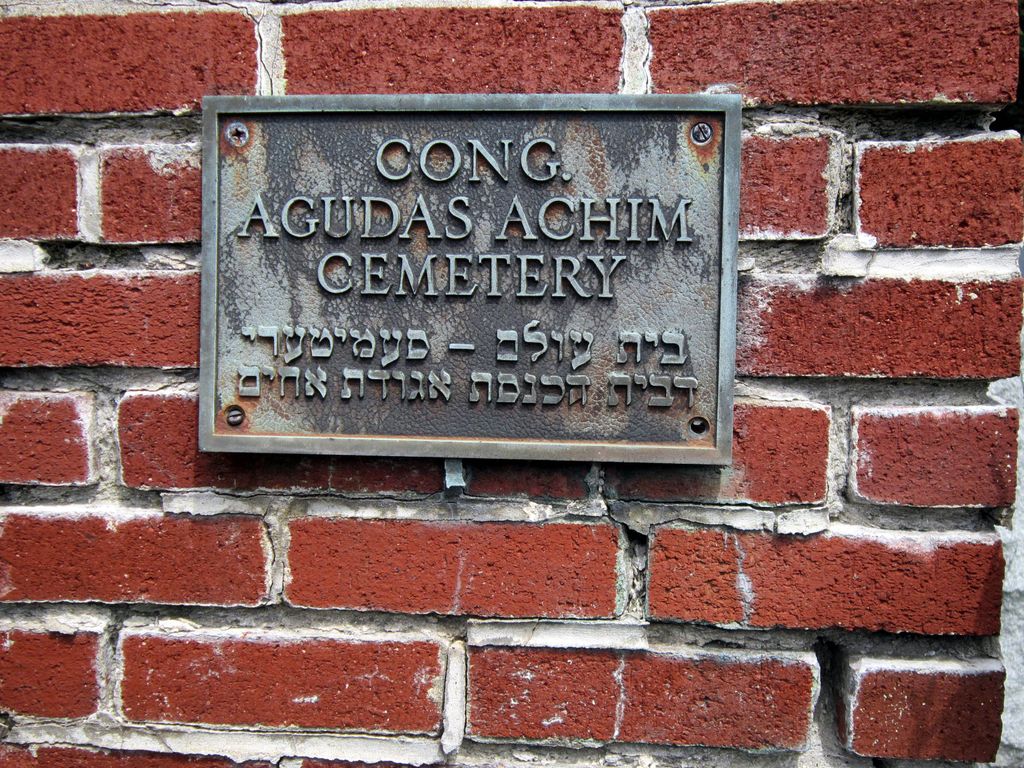 CONG.
AGUDAS ACHIM
CEMETERY
בית עולם – סעמיטערי
דבית הכנסת אגודת אחים